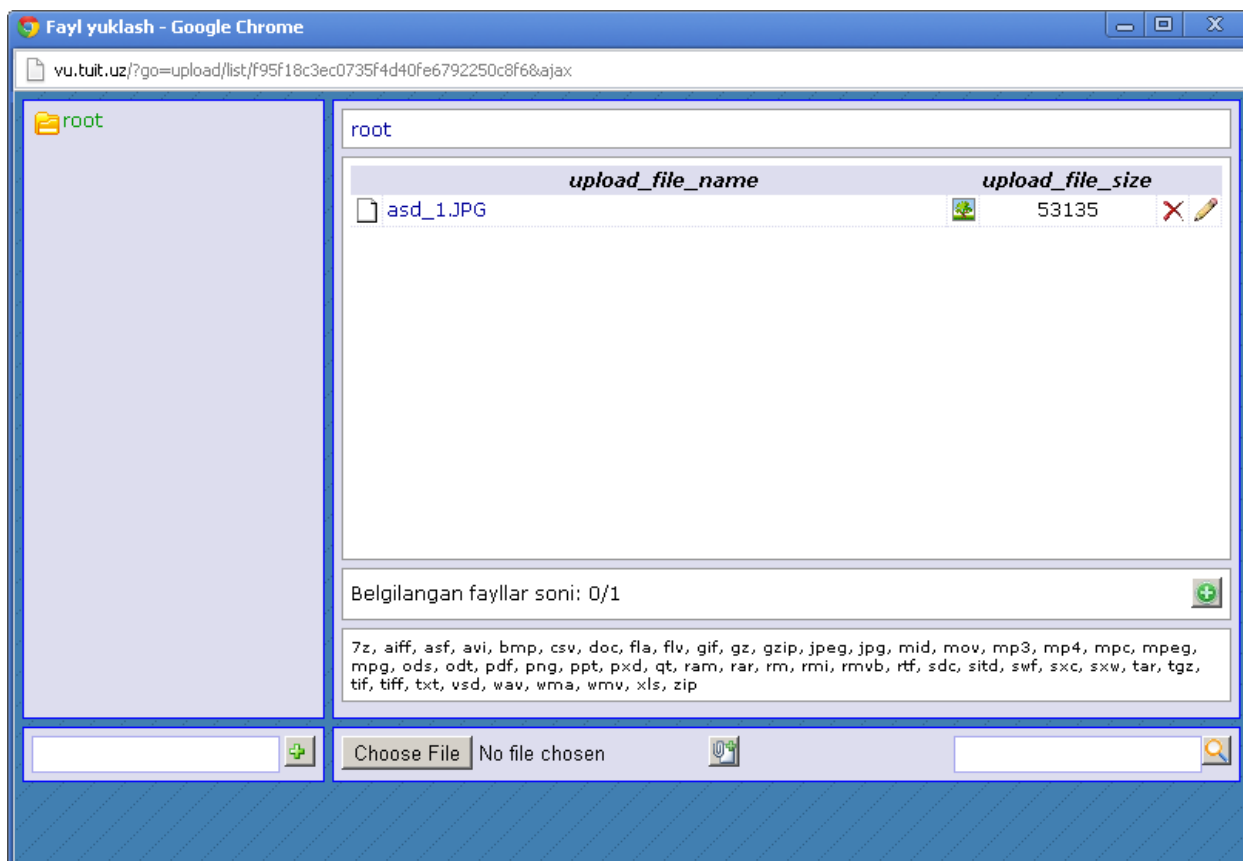 Fayl yuklash - Google Chrome
vu.tuit.uz/?go=upload/list/f95f18c3ec0735f4d40fe6792250c8f6&ajax
root
root
upload_file_name upload_file_size
asd_1.JPG 53135
Belgilangan fayllar soni: 0/1
7z, aiff, asf, avi, bmp, csv, doc, fla, flv, gif, gz, gzip, jpeg, jpg, mid, mov, mp3, mp4, mpc, mpeg,
mpg, ods, odt, pdf, png, ppt, pxd, qt, ram, rar, rm, rmi, rmvb, rtf, sdc, sitd, swf, sxc, sxw, tar, tgz,
tif, tiff, txt, vsd, wav, wma, wmv, xls, zip
Choose File No file chosen